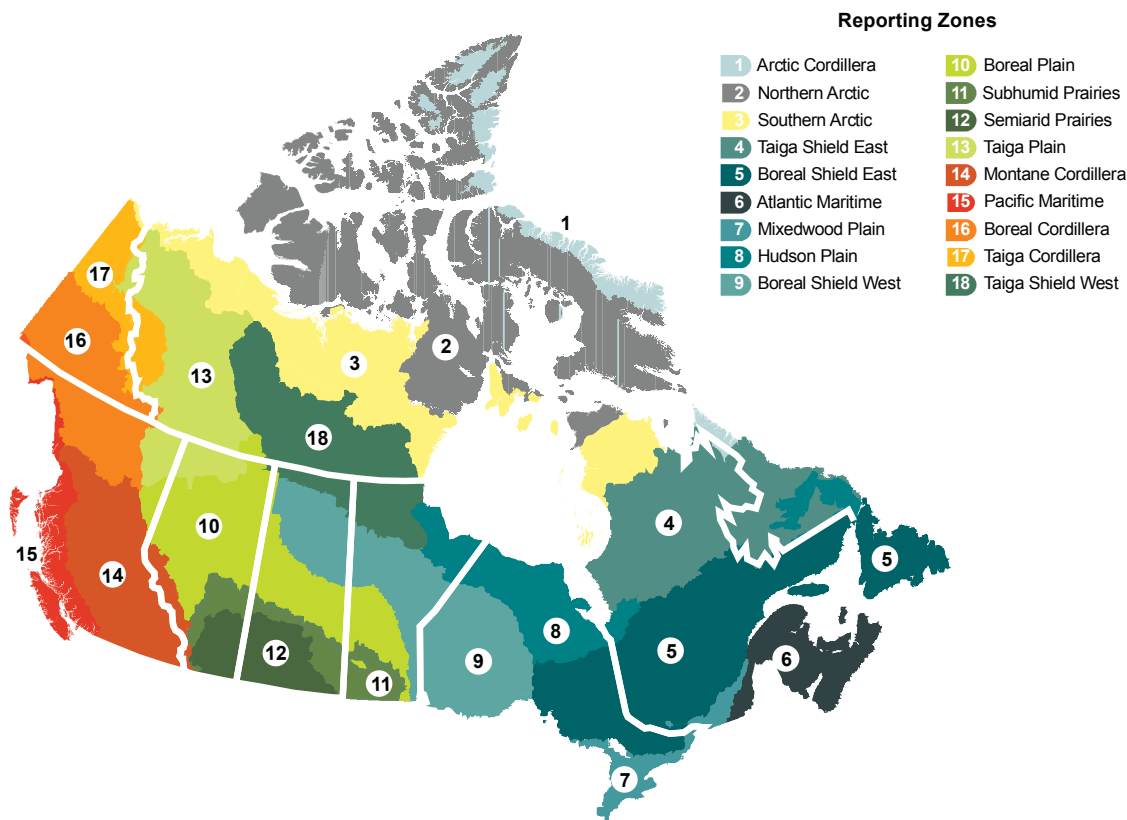 Reporting Zones
1 Arctic Cordillera
2 Northern Arctic
3 Southern Arctic
4 Taiga Shield East
5 Boreal Shield East
6 Atlantic Maritime
7 Mixedwood Plain
8 Hudson Plain
9 Boreal Shield West
10 Boreal Plain
11 Subhumid Prairies
12 Semiarid Prairies
13 Taiga Plain
14 Montane Cordillera
15 Pacific Maritime
16 Boreal Cordillera
17 Taiga Cordillera
18 Taiga Shield West
1
17
16
2
3
13
18
10
4
15
5
14
8
5
12
9
6
11
7